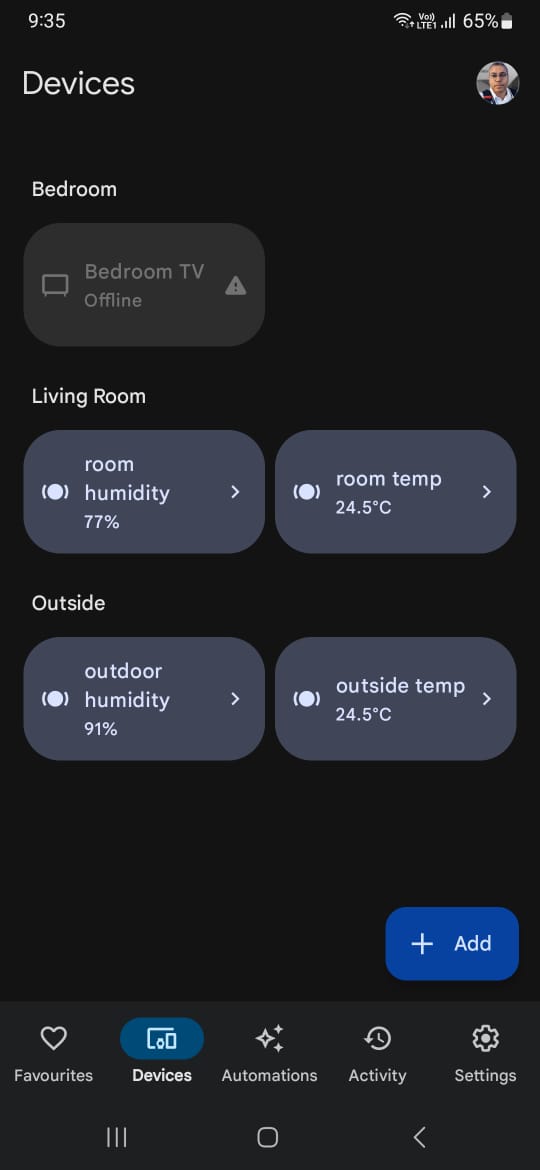 9:35
Vo)) LTE1 65%
Devices
Bedroom
Bedroom TV
Offline
Living Room
room
humidity
77%
room temp
24.5°C
Outside
outdoor
humidity
91%
outside temp
24.5°C
Add
Favourites
Devices
Automations
Activity
Settings